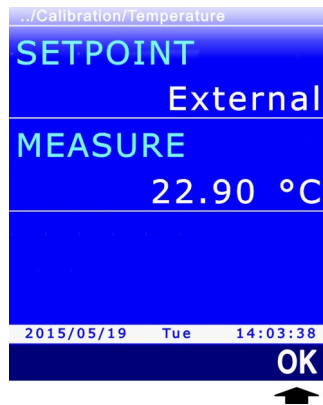 ../Calibration/Temperature
SETPOINT
External
MEASURE
22.90 °C
2015/05/19 Tue 14:03:38
OK